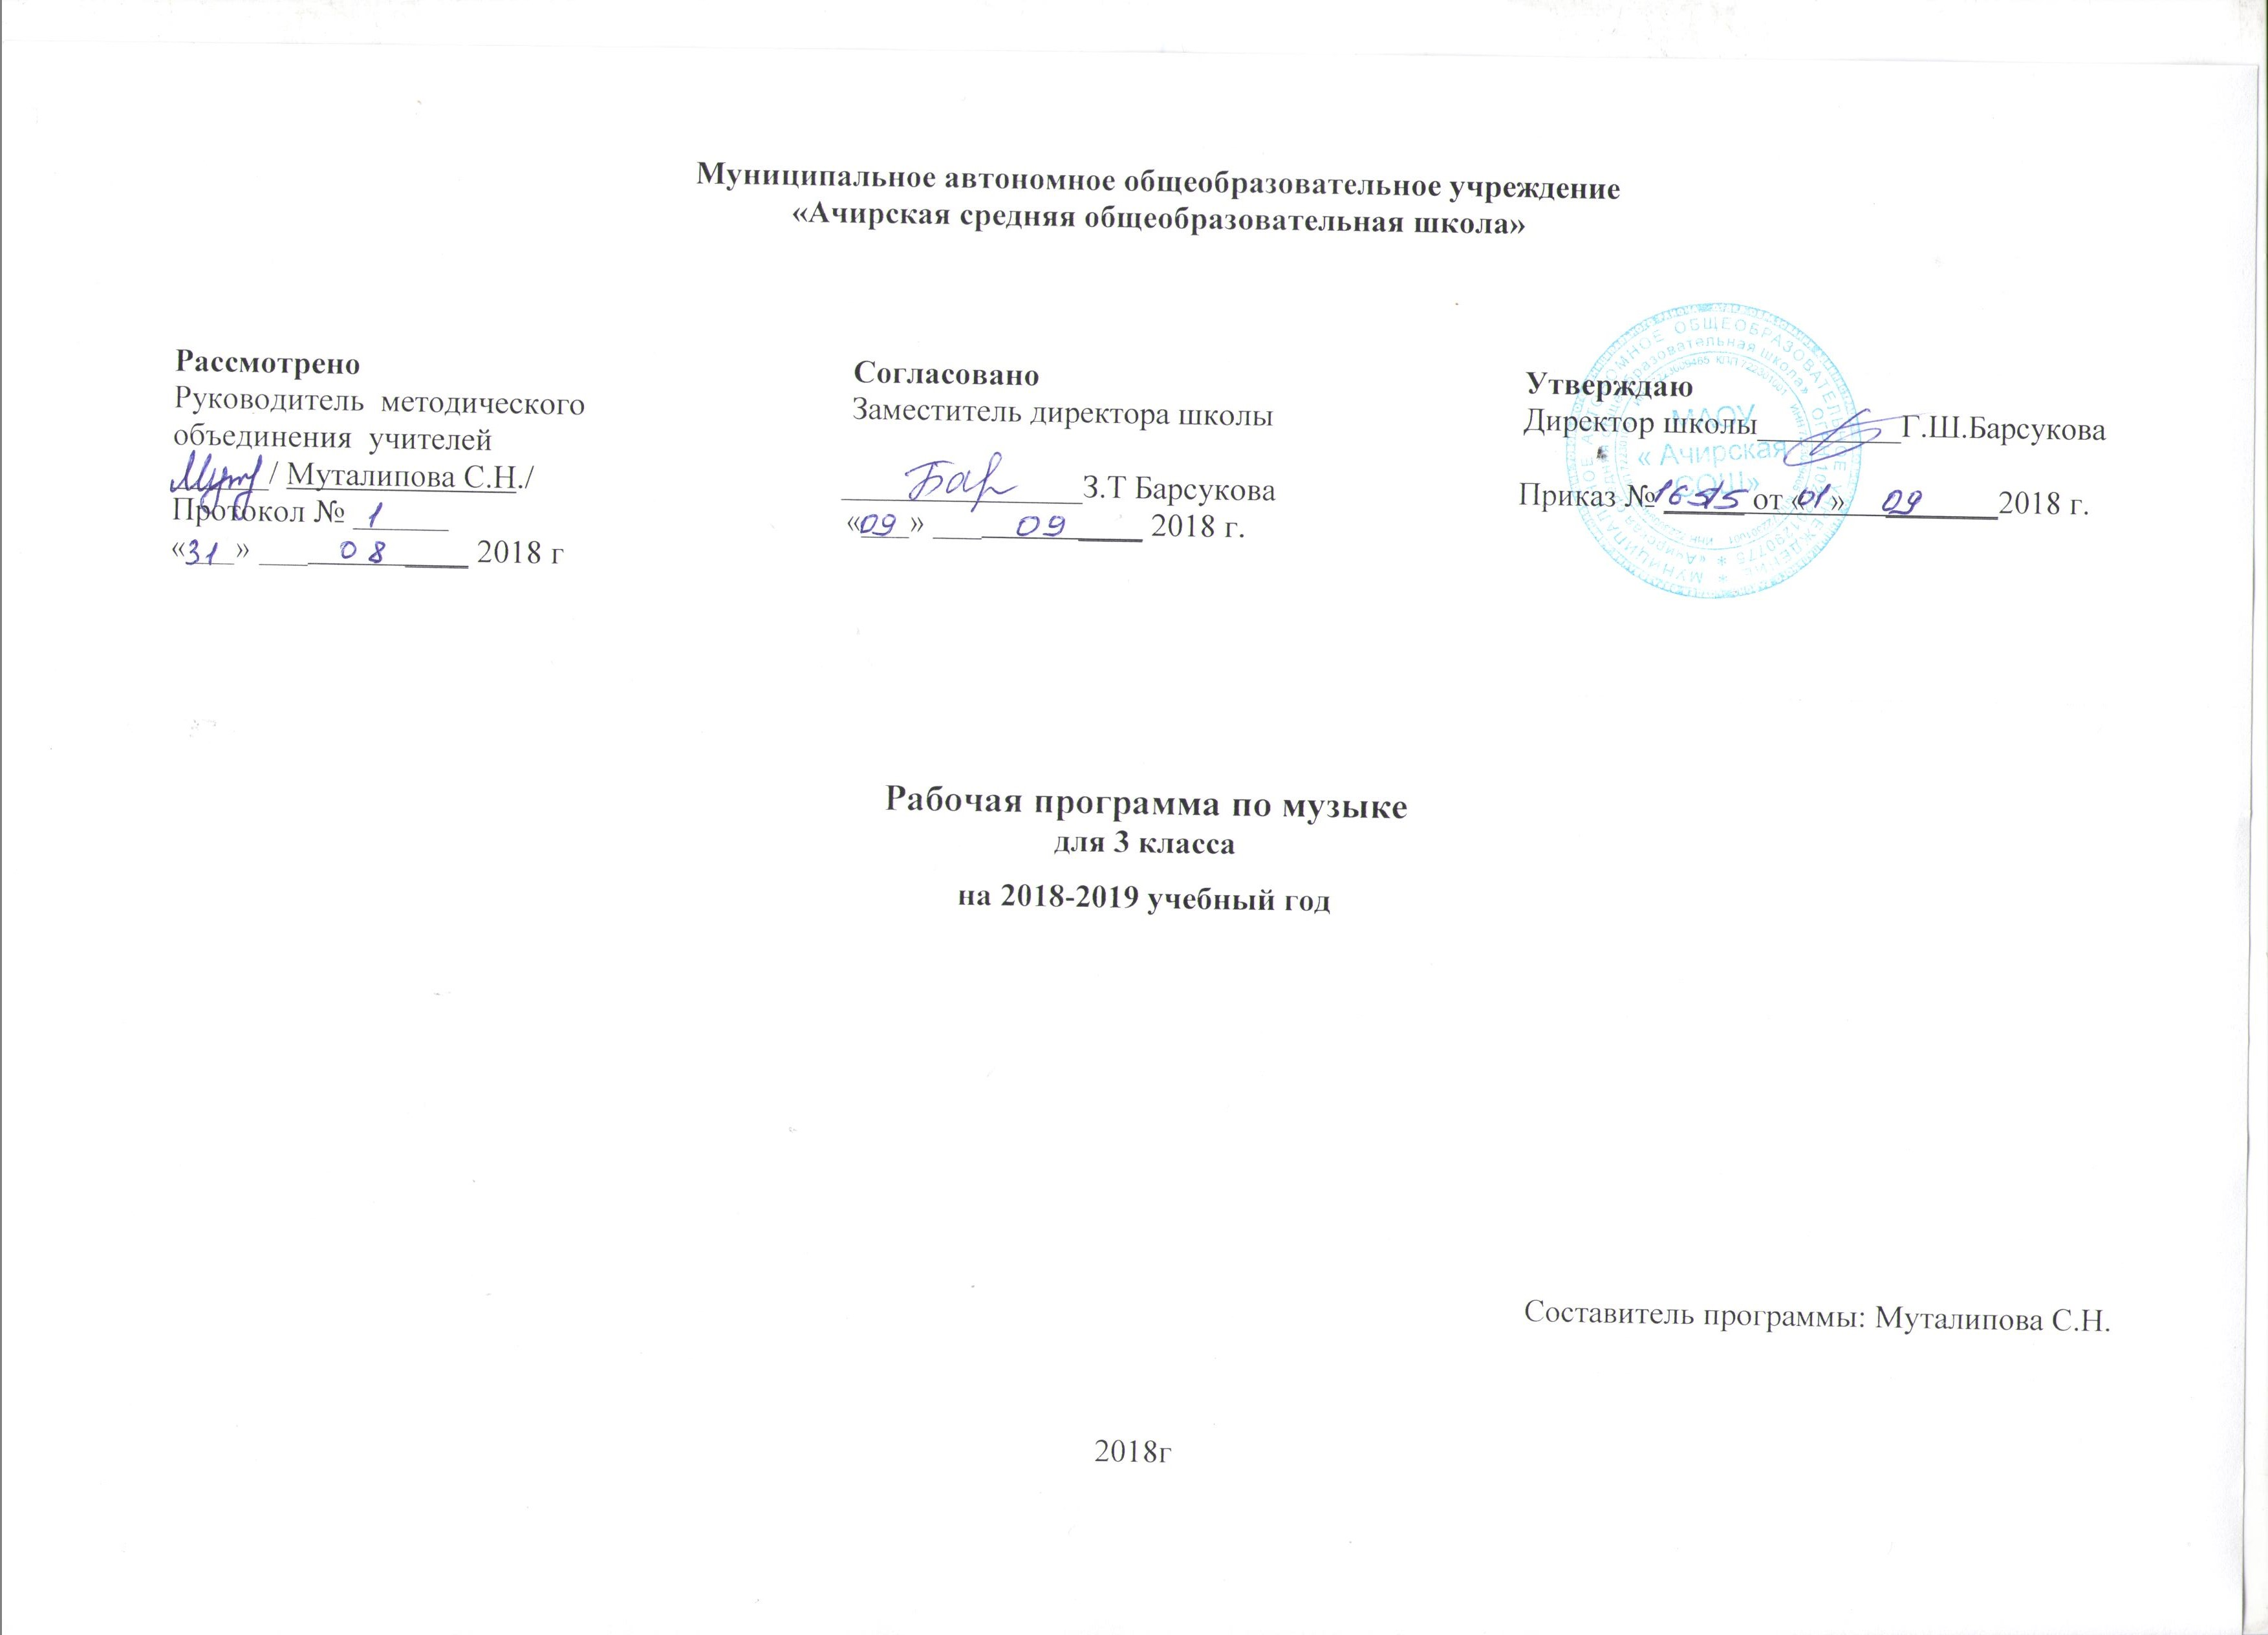 Муниципальное автономное общеобразовательное учреждение
«Ачирская средняя общеобразовательная школа»
Рассмотрено
Руководитель методического
объединения учителей
/ Муталипова С.Н./
Протокол № 1
«31» 08 2018 г
Согласовано
Заместитель директора школы
Бар З.Т Барсукова
«09» 09 2018 г.
Утверждаю
Директор школы Г.Ш.Барсукова
Приказ № от «01» 09 2018 г.
МАОУ
« Ачирская
СОШ»
Рабочая программа по музыке
для 3 класса
на 2018-2019 учебный год
Составитель программы: Муталипова С.Н.
2018г